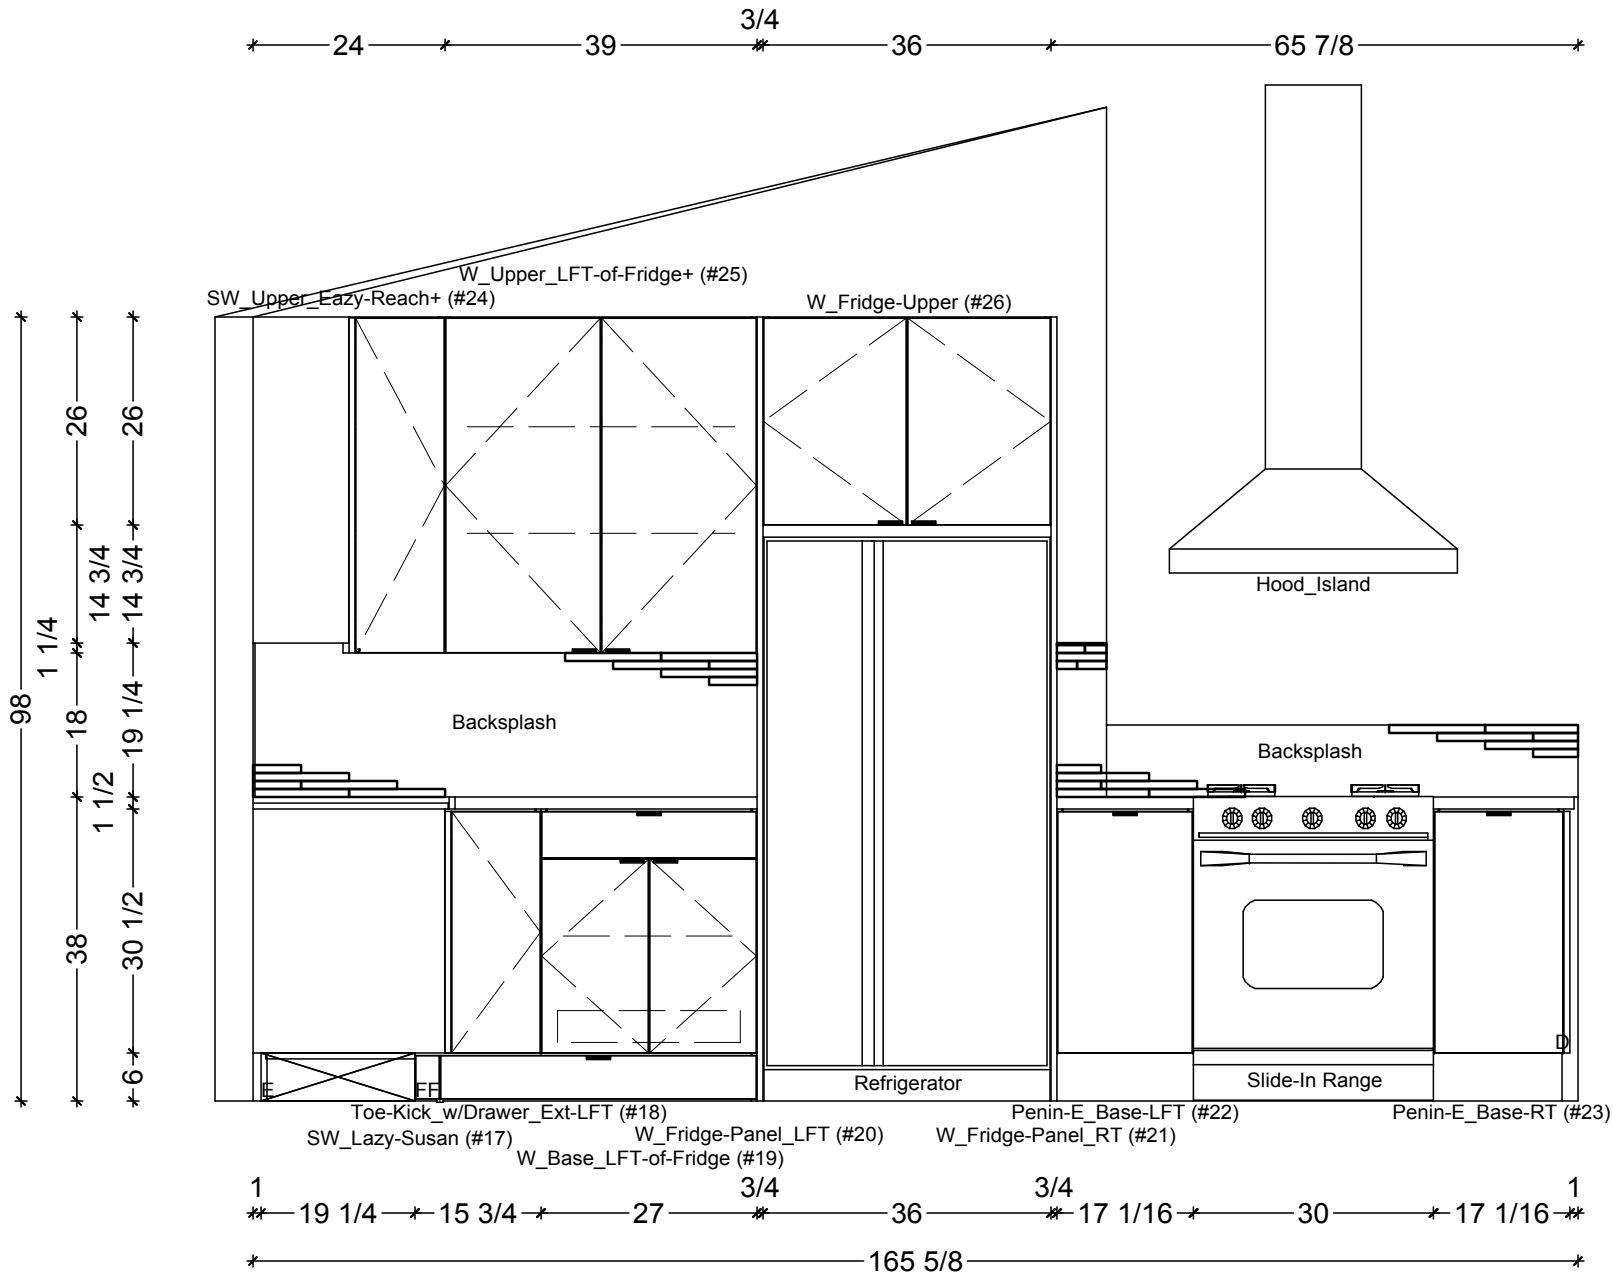 3/4
24
39
36
65 7/8
W_Upper_LFT-of-Fridge+ (#25)
SW_Upper_Eazy-Reach+ (#24)
W_Fridge-Upper (#26)
26
26
14 3/4
14 3/4
1 1/4
98
18
19 1/4
1 1/2
38
30 1/2
6
Hood_Island
Backsplash
Backsplash
D
E
FF
Refrigerator
Slide-In Range
Toe-Kick_w/Drawer_Ext-LFT (#18)
Penin-E_Base-LFT (#22)
Penin-E_Base-RT (#23)
SW_Lazy-Susan (#17)
W_Fridge-Panel_LFT (#20)
W_Fridge-Panel_RT (#21)
W_Base_LFT-of-Fridge (#19)
1
3/4
3/4
1
19 1/4
15 3/4
27
36
17 1/16
30
17 1/16
165 5/8